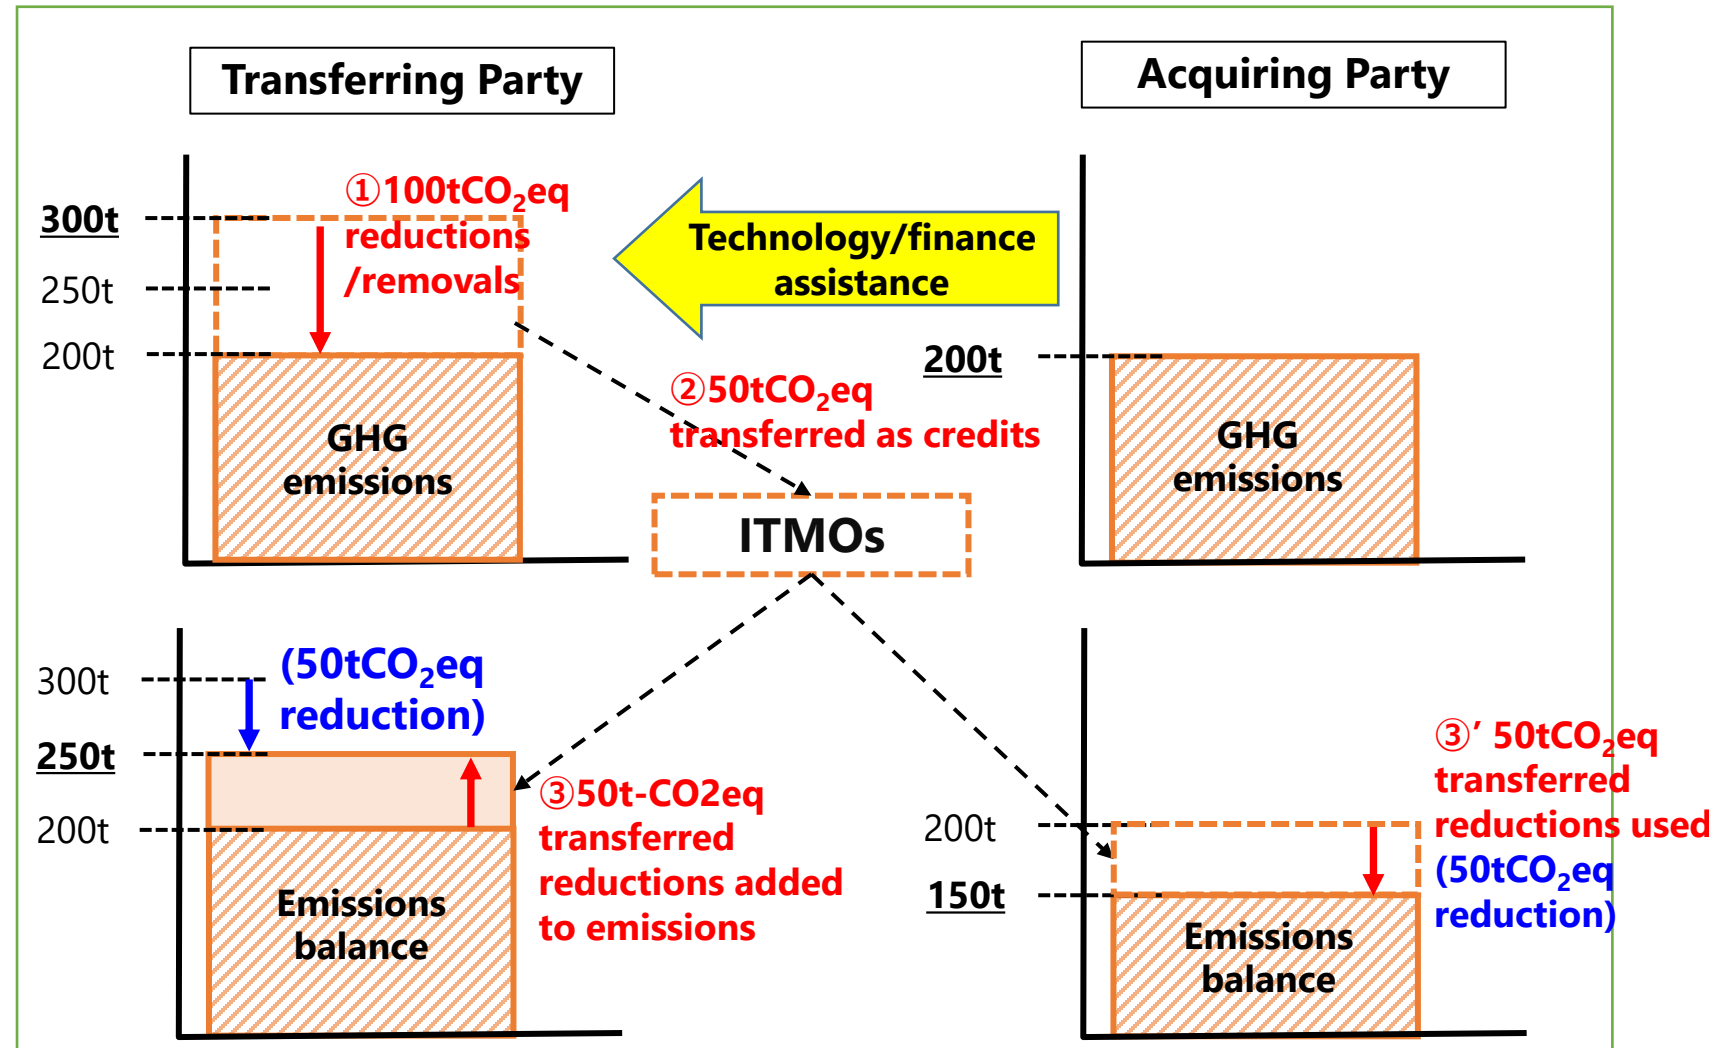 Transferring Party
Acquiring Party
①100tCO₂eq
reductions
/removals
300t
250t
200t
Technology/finance
assistance
200t
②50tCO₂eq
transferred as credits
GHG
emissions
GHG
emissions
ITMOs
300t
250t
200t
(50tCO₂eq
reduction)
③50t-CO2eq
transferred
reductions added
to emissions
Emissions
balance
200t
150t
③’ 50tCO₂eq
transferred
reductions used
(50tCO₂eq
reduction)
Emissions
balance